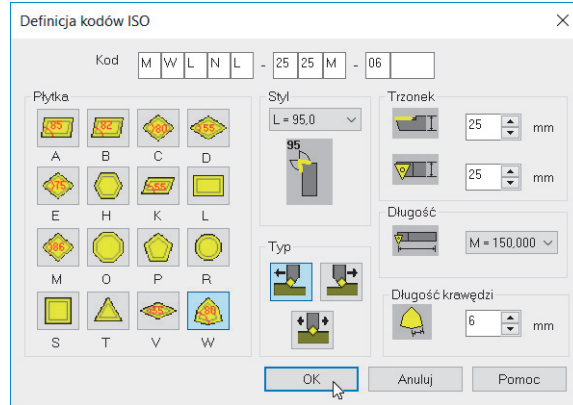 Definicja kodów ISO
Kod M W L N L - 25 25 M - 06
Płytka
85 82 80 55
A B C D
75 55
E H K L
86
M O P R
35 80
S T V W
Styl
L = 95,0
95
Typ
Trzonek
25 mm
25 mm
Długość
M = 150,000
Długość krawędzi
6 mm
OK Anuluj Pomoc